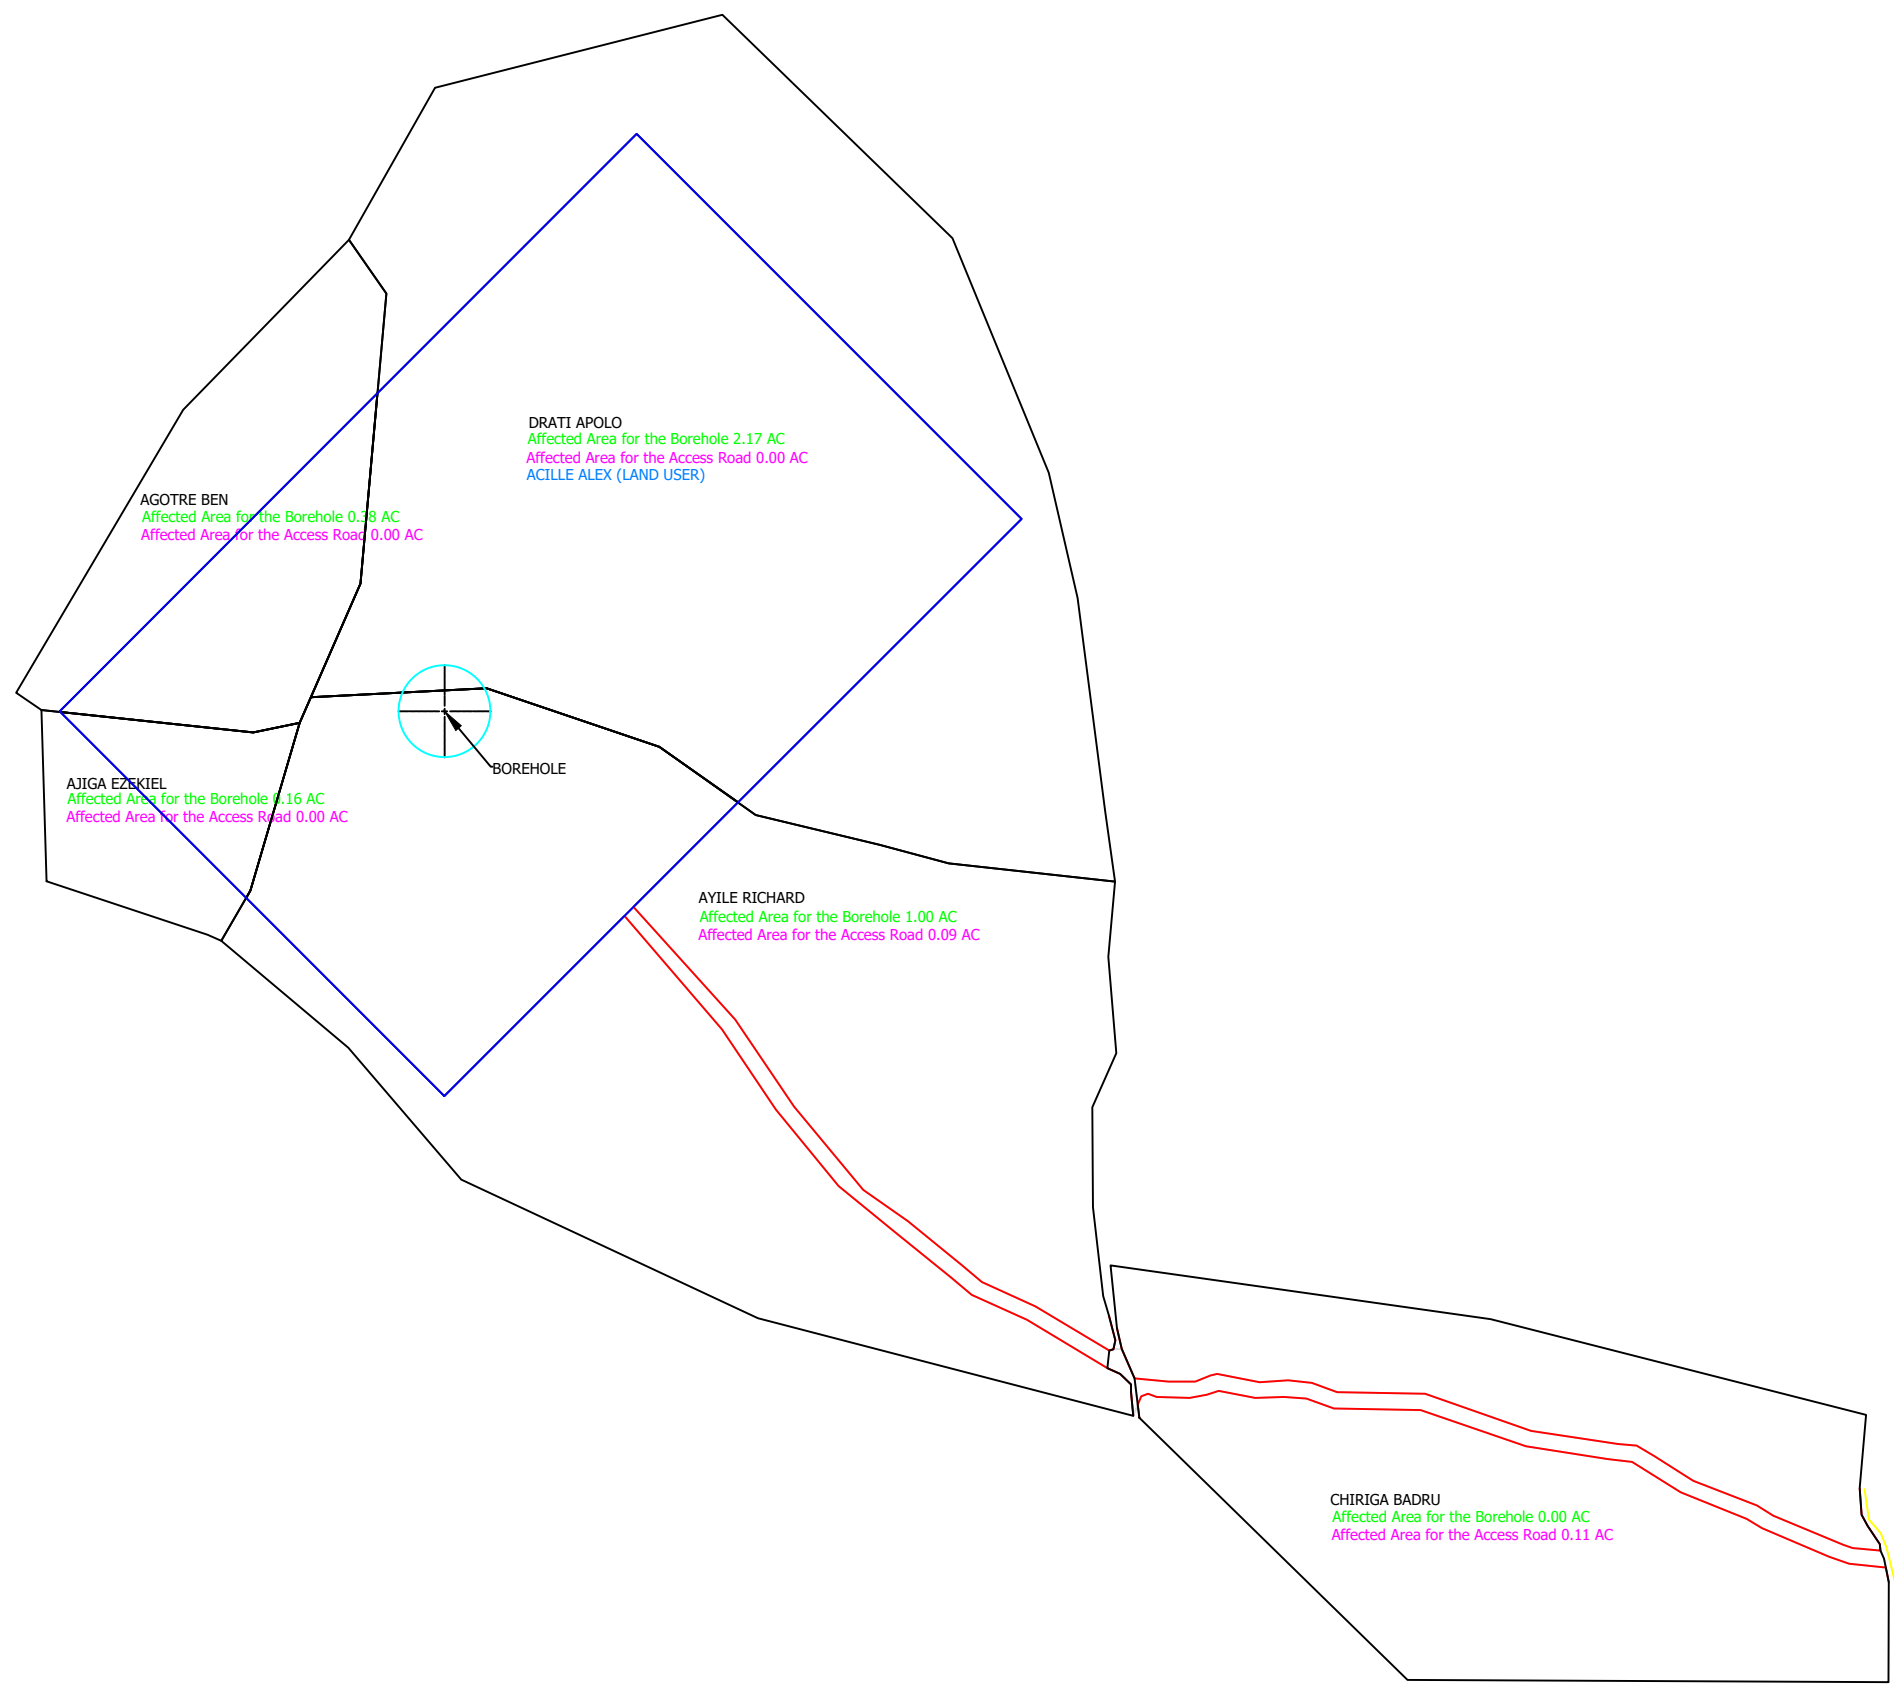 DRATI APOLO
Affected Area for the Borehole 2.17 AC
Affected Area for the Access Road 0.00 AC
ACILLE ALEX (LAND USER)
AGOTRE BEN
Affected Area for the Borehole 0.38 AC
Affected Area for the Access Road 0.00 AC
BOREHOLE
AJIGA EZEKIEL
Affected Area for the Borehole 0.16 AC
Affected Area for the Access Road 0.00 AC
AYILE RICHARD
Affected Area for the Borehole 1.00 AC
Affected Area for the Access Road 0.09 AC
CHIRIGA BADRU
Affected Area for the Borehole 0.00 AC
Affected Area for the Access Road 0.11 AC